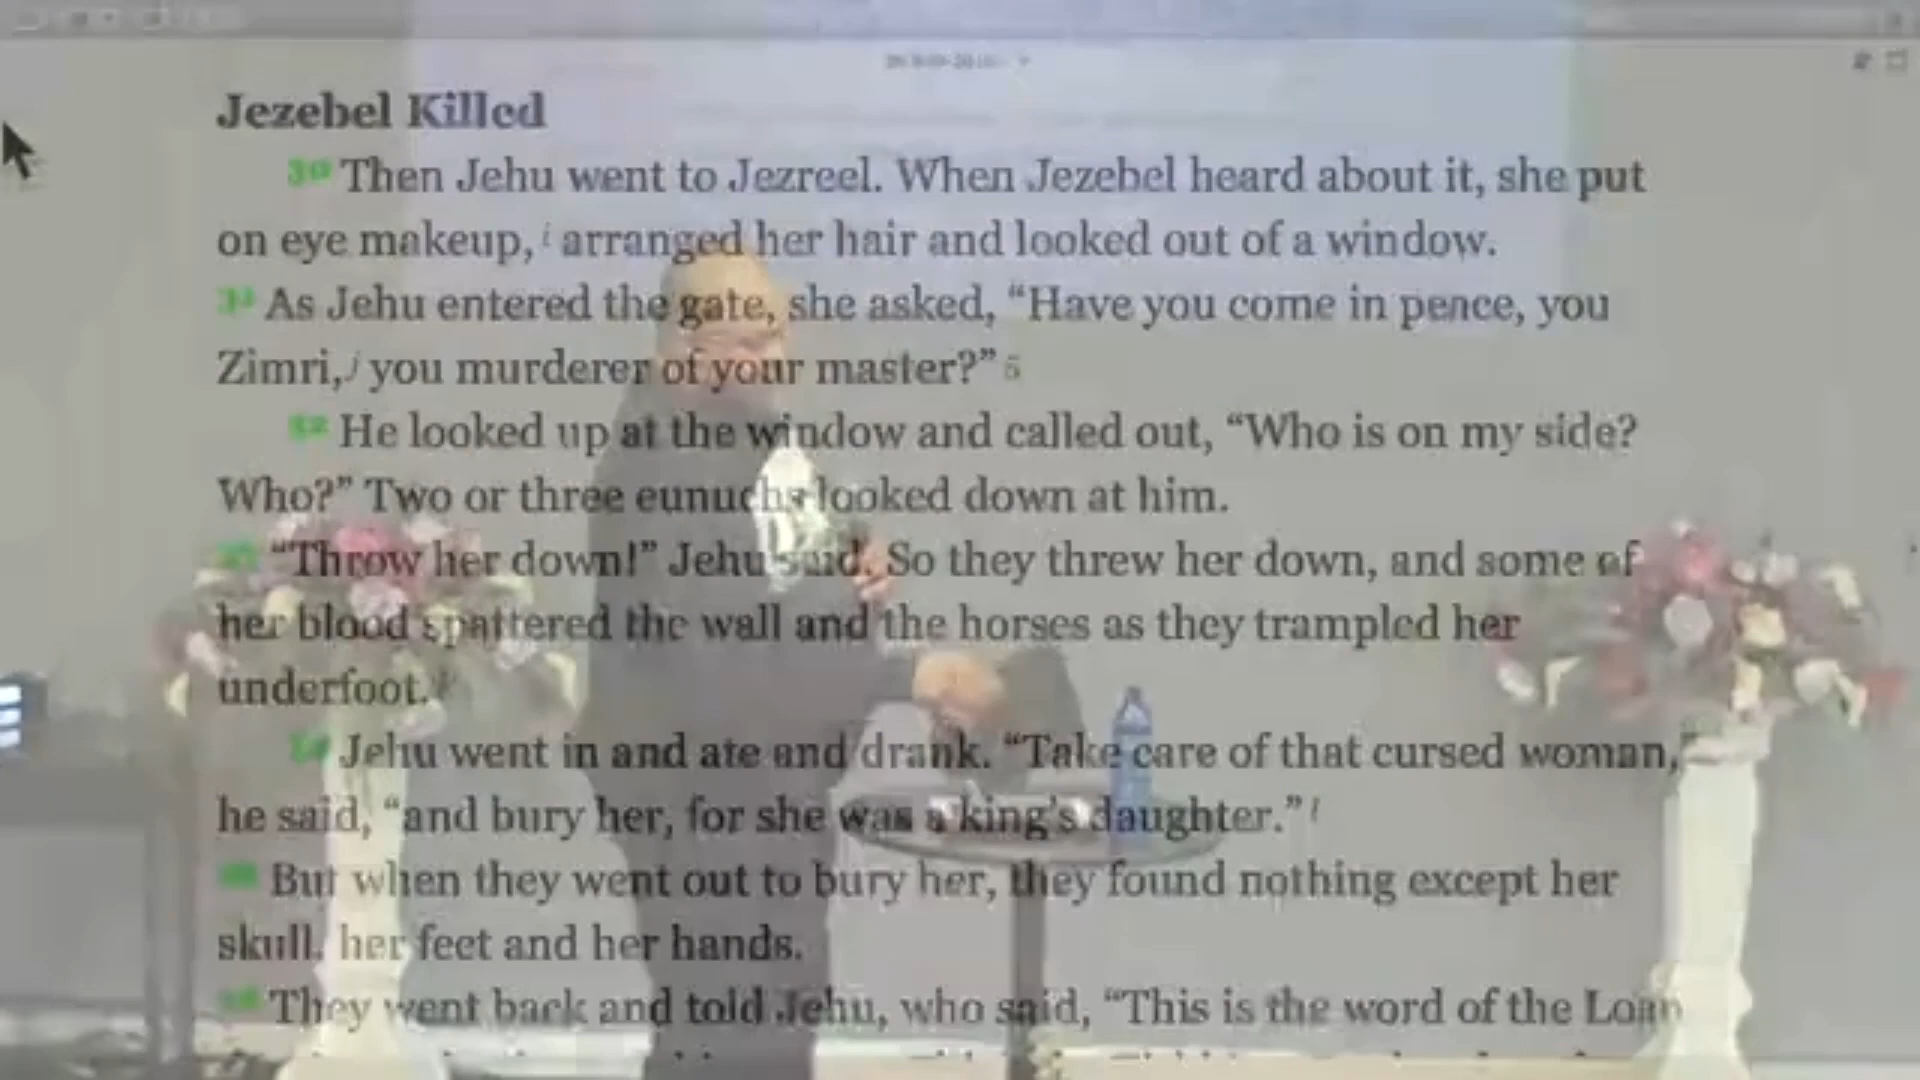 Jezebel Killed
30 Then Jehu went to Jezreel. When Jezebel heard about it, she put
on eye makeup, i arranged her hair and looked out of a window.
31 As Jehu entered the gate, she asked, “Have you come in peace, you
Zimri, j you murderer of your master?” 5
32 He looked up at the window and called out, “Who is on my side?
Who?” Two or three eunuchs looked down at him.
33 “Throw her down!” Jehu said. So they threw her down, and some of
her blood spattered the wall and the horses as they trampled her
underfoot.
34 Jehu went in and ate and drank. “Take care of that cursed woman,”
he said, “and bury her, for she was a king’s daughter.” l
But when they went out to bury her, they found nothing except her
skull, her feet and her hands.
They went back and told Jehu, who said, “This is the word of the LORD